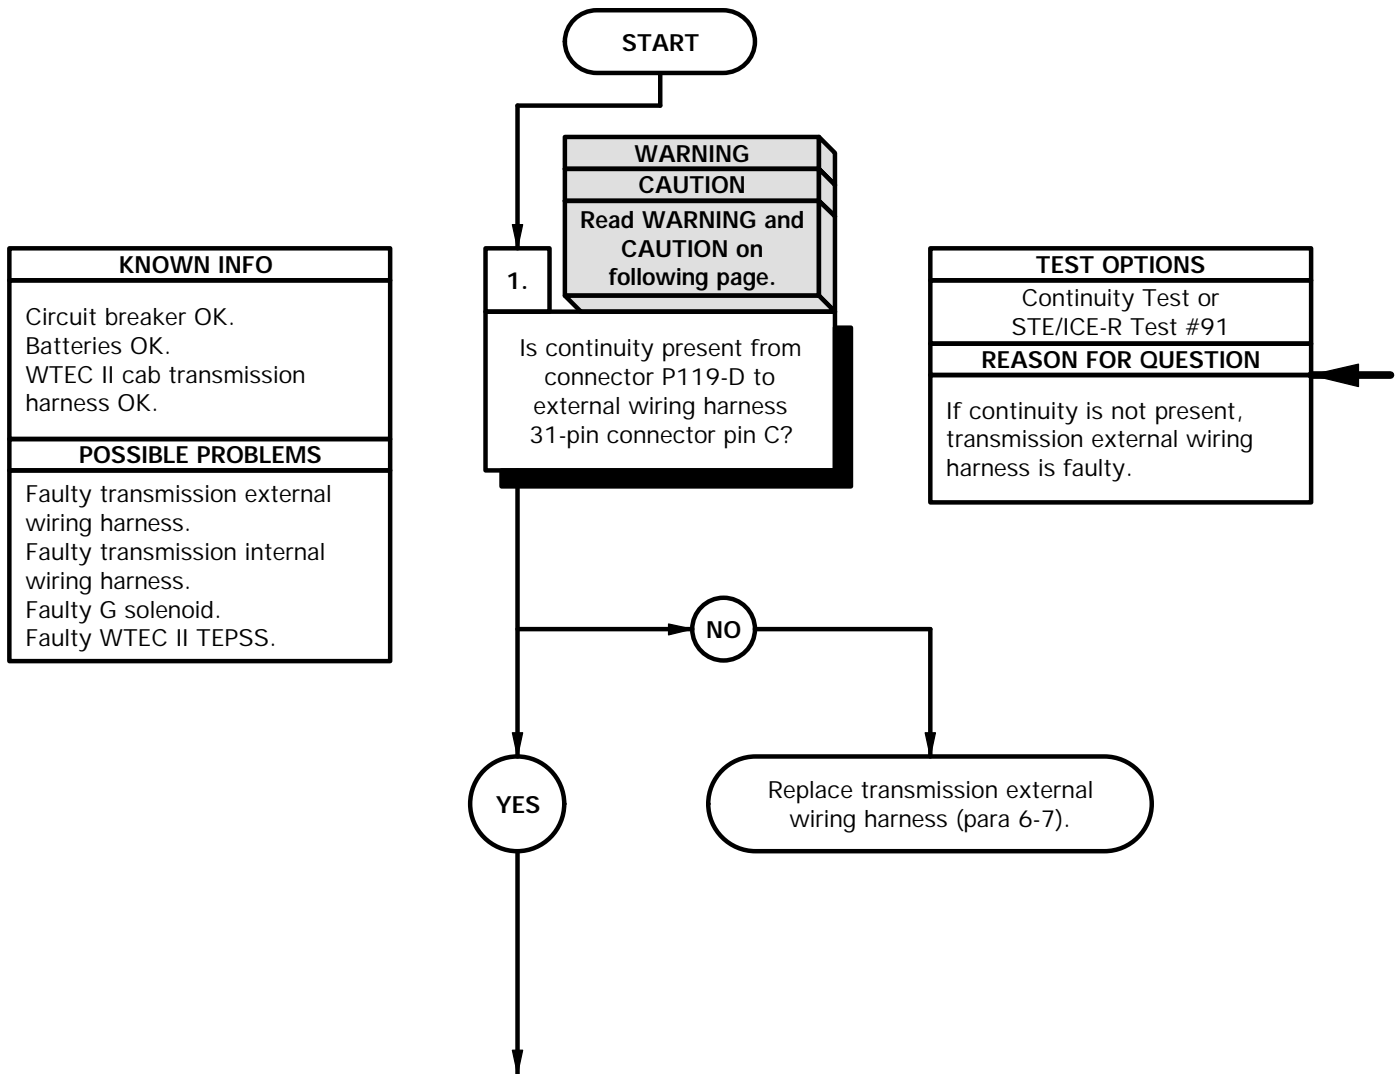 START
WARNING
CAUTION
Read WARNING and
CAUTION on
following page.
1.
Is continuity present from
connector P119-D to
external wiring harness
31-pin connector pin C?
KNOWN INFO
Circuit breaker OK.
Batteries OK.
WTEC II cab transmission
harness OK.
POSSIBLE PROBLEMS
Faulty transmission external
wiring harness.
Faulty transmission internal
wiring harness.
Faulty G solenoid.
Faulty WTEC II TEPSS.
TEST OPTIONS
Continuity Test or
STE/ICE-R Test #91
REASON FOR QUESTION
If continuity is not present,
transmission external wiring
harness is faulty.
NO
YES
Replace transmission external
wiring harness (para 6-7).